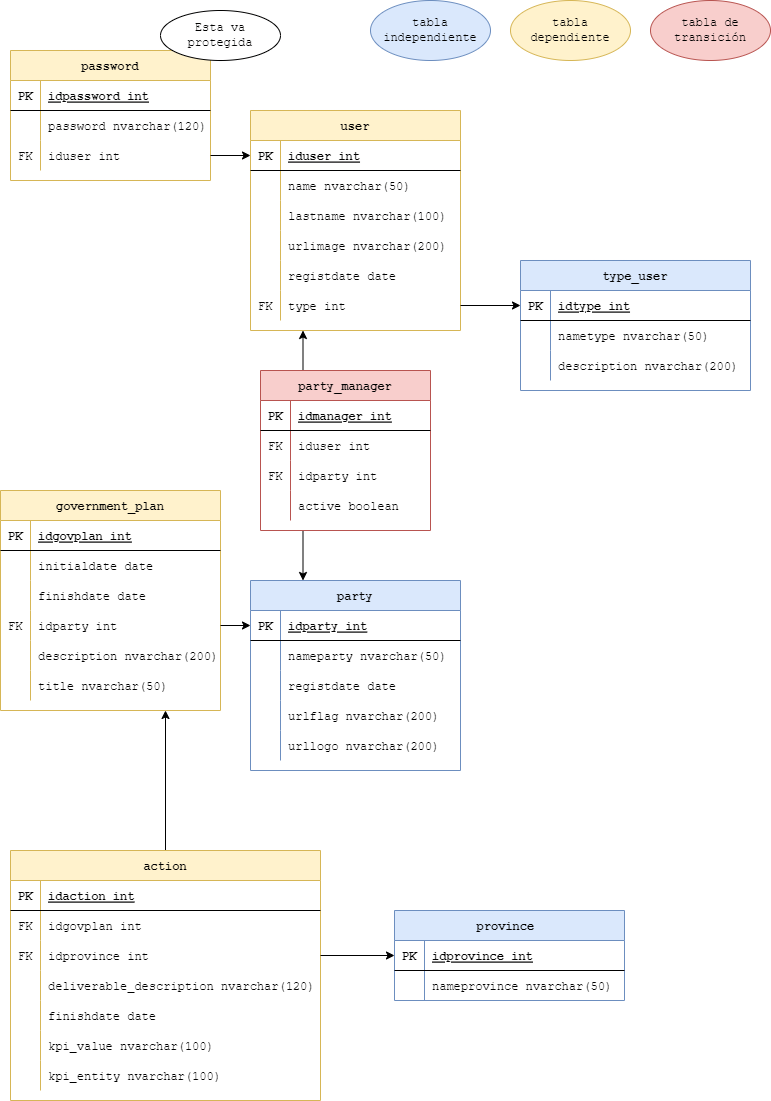 Esta va
protegida
tabla
independiente
tabla
dependiente
tabla de
transición
password
PK idpassword int
password nvarchar(120)
FK iduser int
user
PK iduser int
name nvarchar(50)
lastname nvarchar(100)
urlimage nvarchar(200)
registdate date
FK type int
type_user
PK idtype int
nametype nvarchar(50)
description nvarchar(200)
party_manager
PK idmanager int
FK iduser int
FK idparty int
active boolean
government_plan
PK idgovplan int
initialdate date
finishdate date
FK idparty int
description nvarchar(200)
title nvarchar(50)
party
PK idparty int
nameparty nvarchar(50)
registdate date
urlflag nvarchar(200)
urllogo nvarchar(200)
action
PK idaction int
FK idgovplan int
FK idprovince int
deliverable_description nvarchar(120)
finishdate date
kpi_value nvarchar(100)
kpi_entity nvarchar(100)
province
PK idprovince int
nameprovince nvarchar(50)